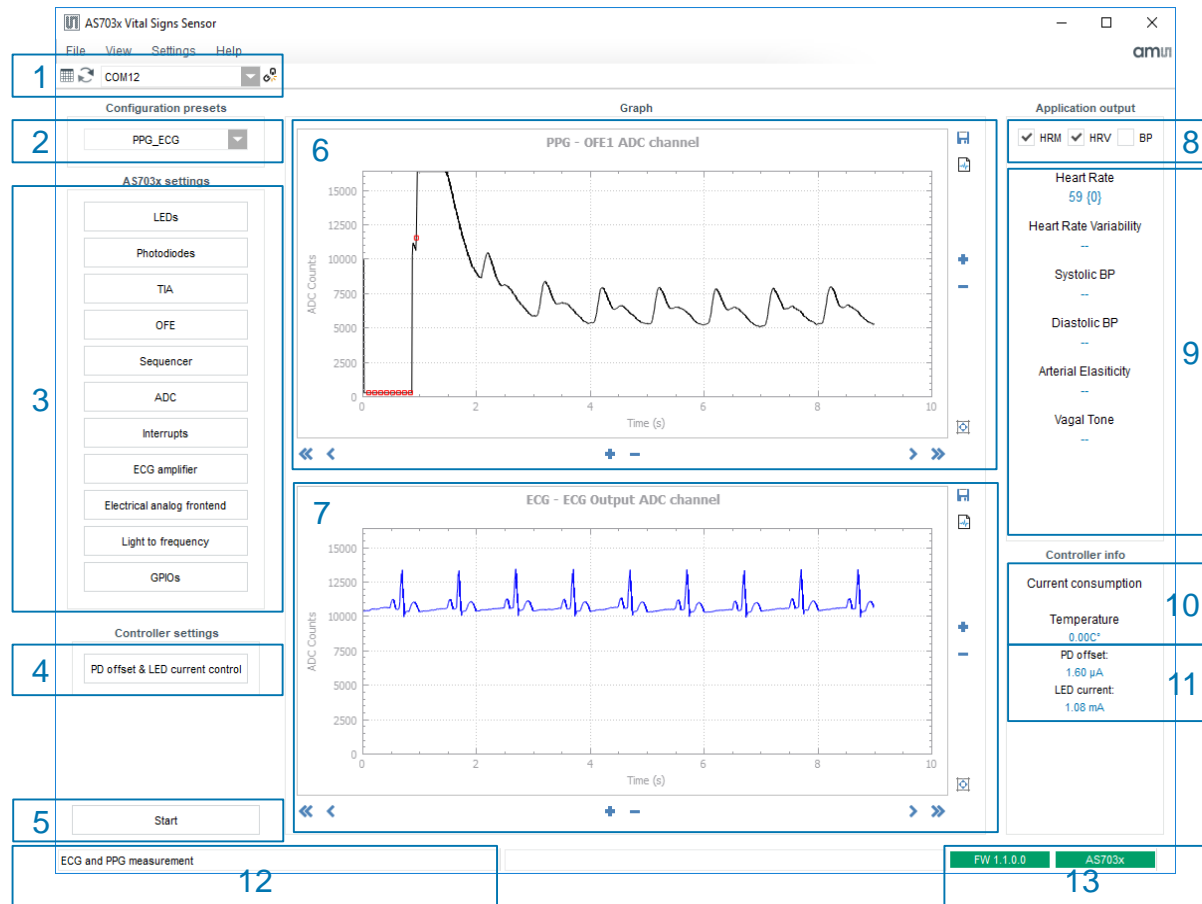 AS703x Vital Signs Sensor
File View Settings Help
amu
1
COM12
Configuration presets
2
PPG_ECG
AS703x settings
3
LEDs
Photodiodes
TIA
OFE
Sequencer
ADC
Interrupts
ECG amplifier
Electrical analog frontend
Light to frequency
GPIOs
Controller settings
4
PD offset & LED current control
5
Start
Graph
6
PPG - OFE1 ADC channel
ADC Counts
15000
12500
10000
7500
5000
2500
0
0 2 4 6 8 10
Time (s)
7
ECG - ECG Output ADC channel
ADC Counts
15000
12500
10000
7500
5000
2500
0
0 2 4 6 8 10
Time (s)
Application output
HRM HRV BP
8
Heart Rate
59 {0}
Heart Rate Variability
--
Systolic BP
--
Diastolic BP
--
Arterial Elasiticity
--
Vagal Tone
--
9
Controller info
Current consumption
Temperature
0.00C°
10
PD offset:
1.60 µA
LED current:
1.08 mA
11
ECG and PPG measurement
12
FW 1.1.0.0 AS703x
13